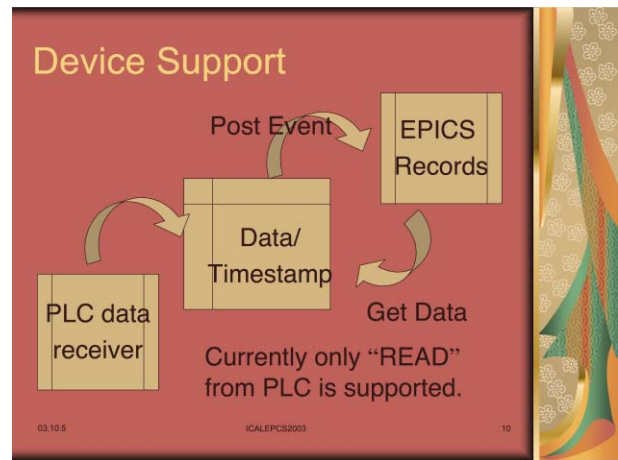 Device Support
Post Event
EPICS
Records
Data/
Timestamp
PLC data
receiver
Get Data
Currently only “READ”
from PLC is supported.
03.10.5
ICALEPCS2003
10